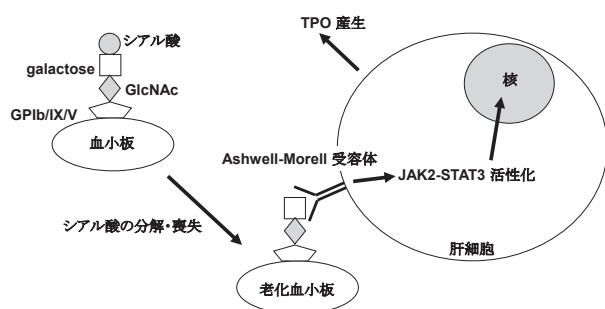 シアル酸
galactose
GlcNAc
GPIb/IX/V
血小板
シアル酸の分解・喪失
TPO 産生
核
Ashwell-Morell 受容体
JAK2-STAT3 活性化
肝細胞
老化血小板